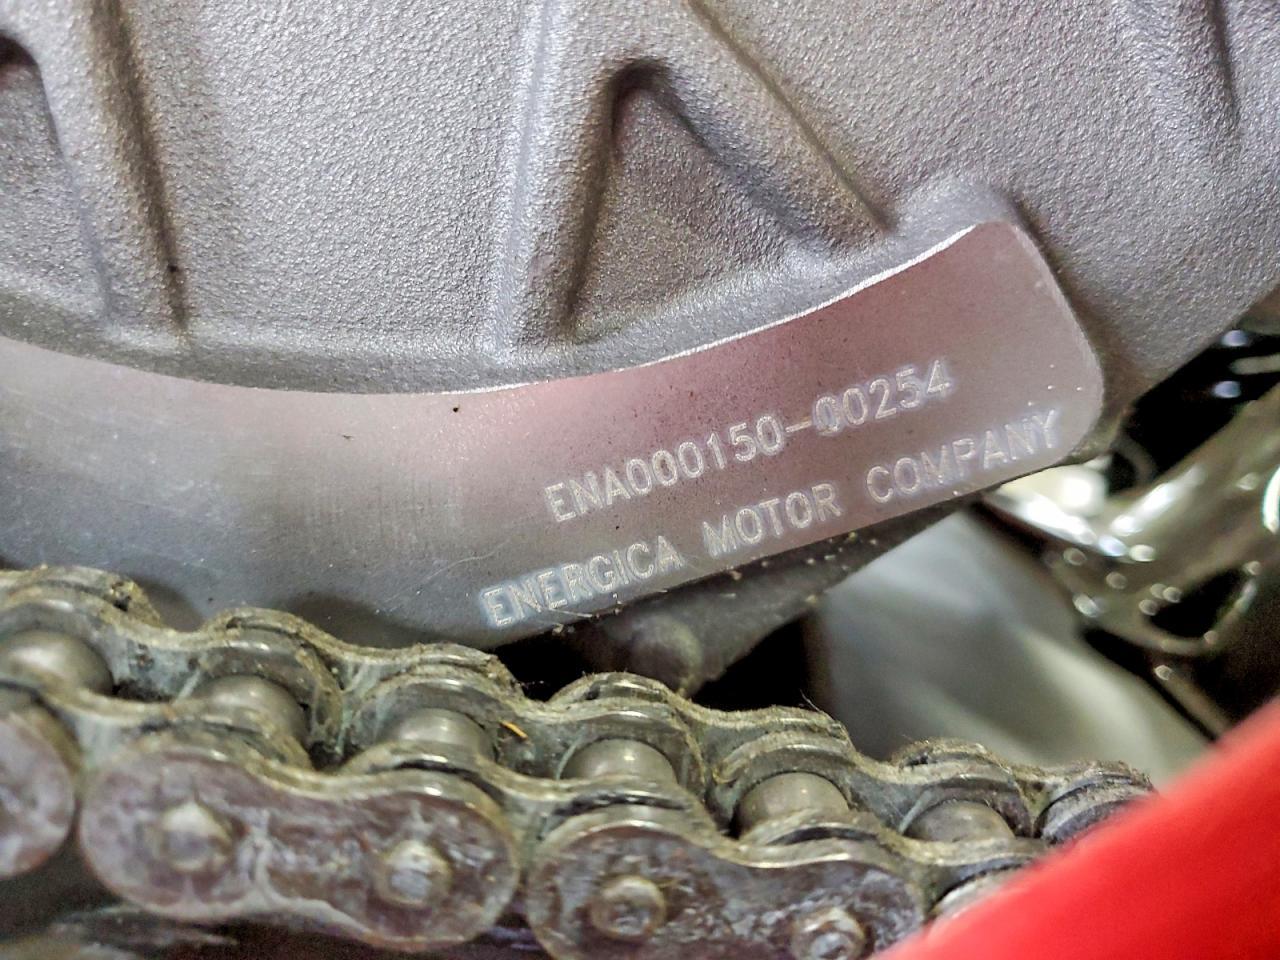 ENA000150-00254
ENERGICA MOTOR COMPANY